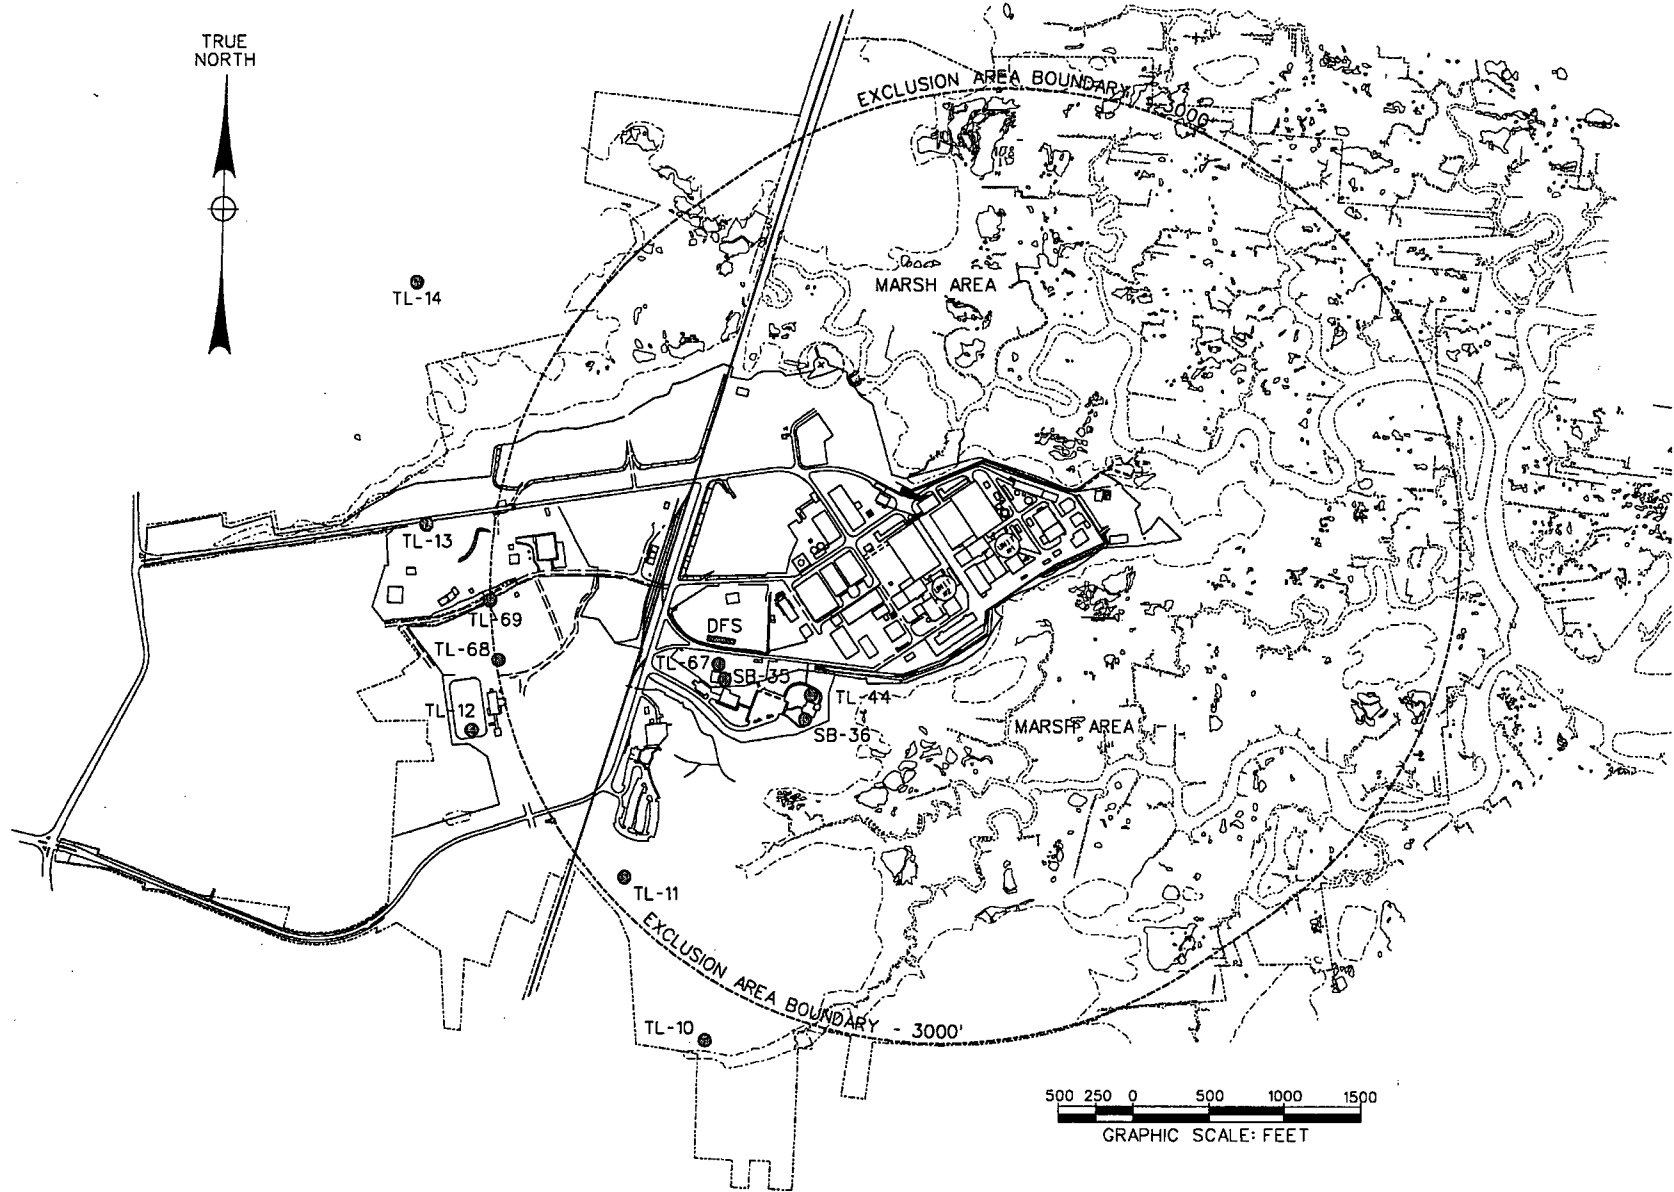 TRUE
NORTH
EXCLUSION AREA BOUNDARY - 3000'
TL-14
MARSH AREA
TL-13
TL-69
DFS
TL-68
TL-67
SB-35
TL-44
TL-12
SB-36
MARSH AREA
TL-11
EXCLUSION AREA BOUNDARY - 3000'
TL-10
500 250 0 500 1000 1500
GRAPHIC SCALE: FEET